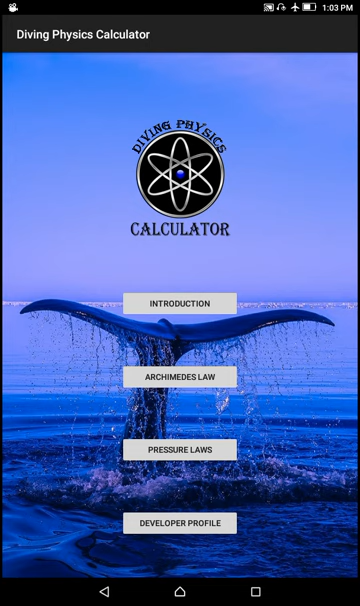 1:03 PM
Diving Physics Calculator
DIVING PHYSICS
CALCULATOR
INTRODUCTION
ARCHIMEDES LAW
PRESSURE LAWS
DEVELOPER PROFILE